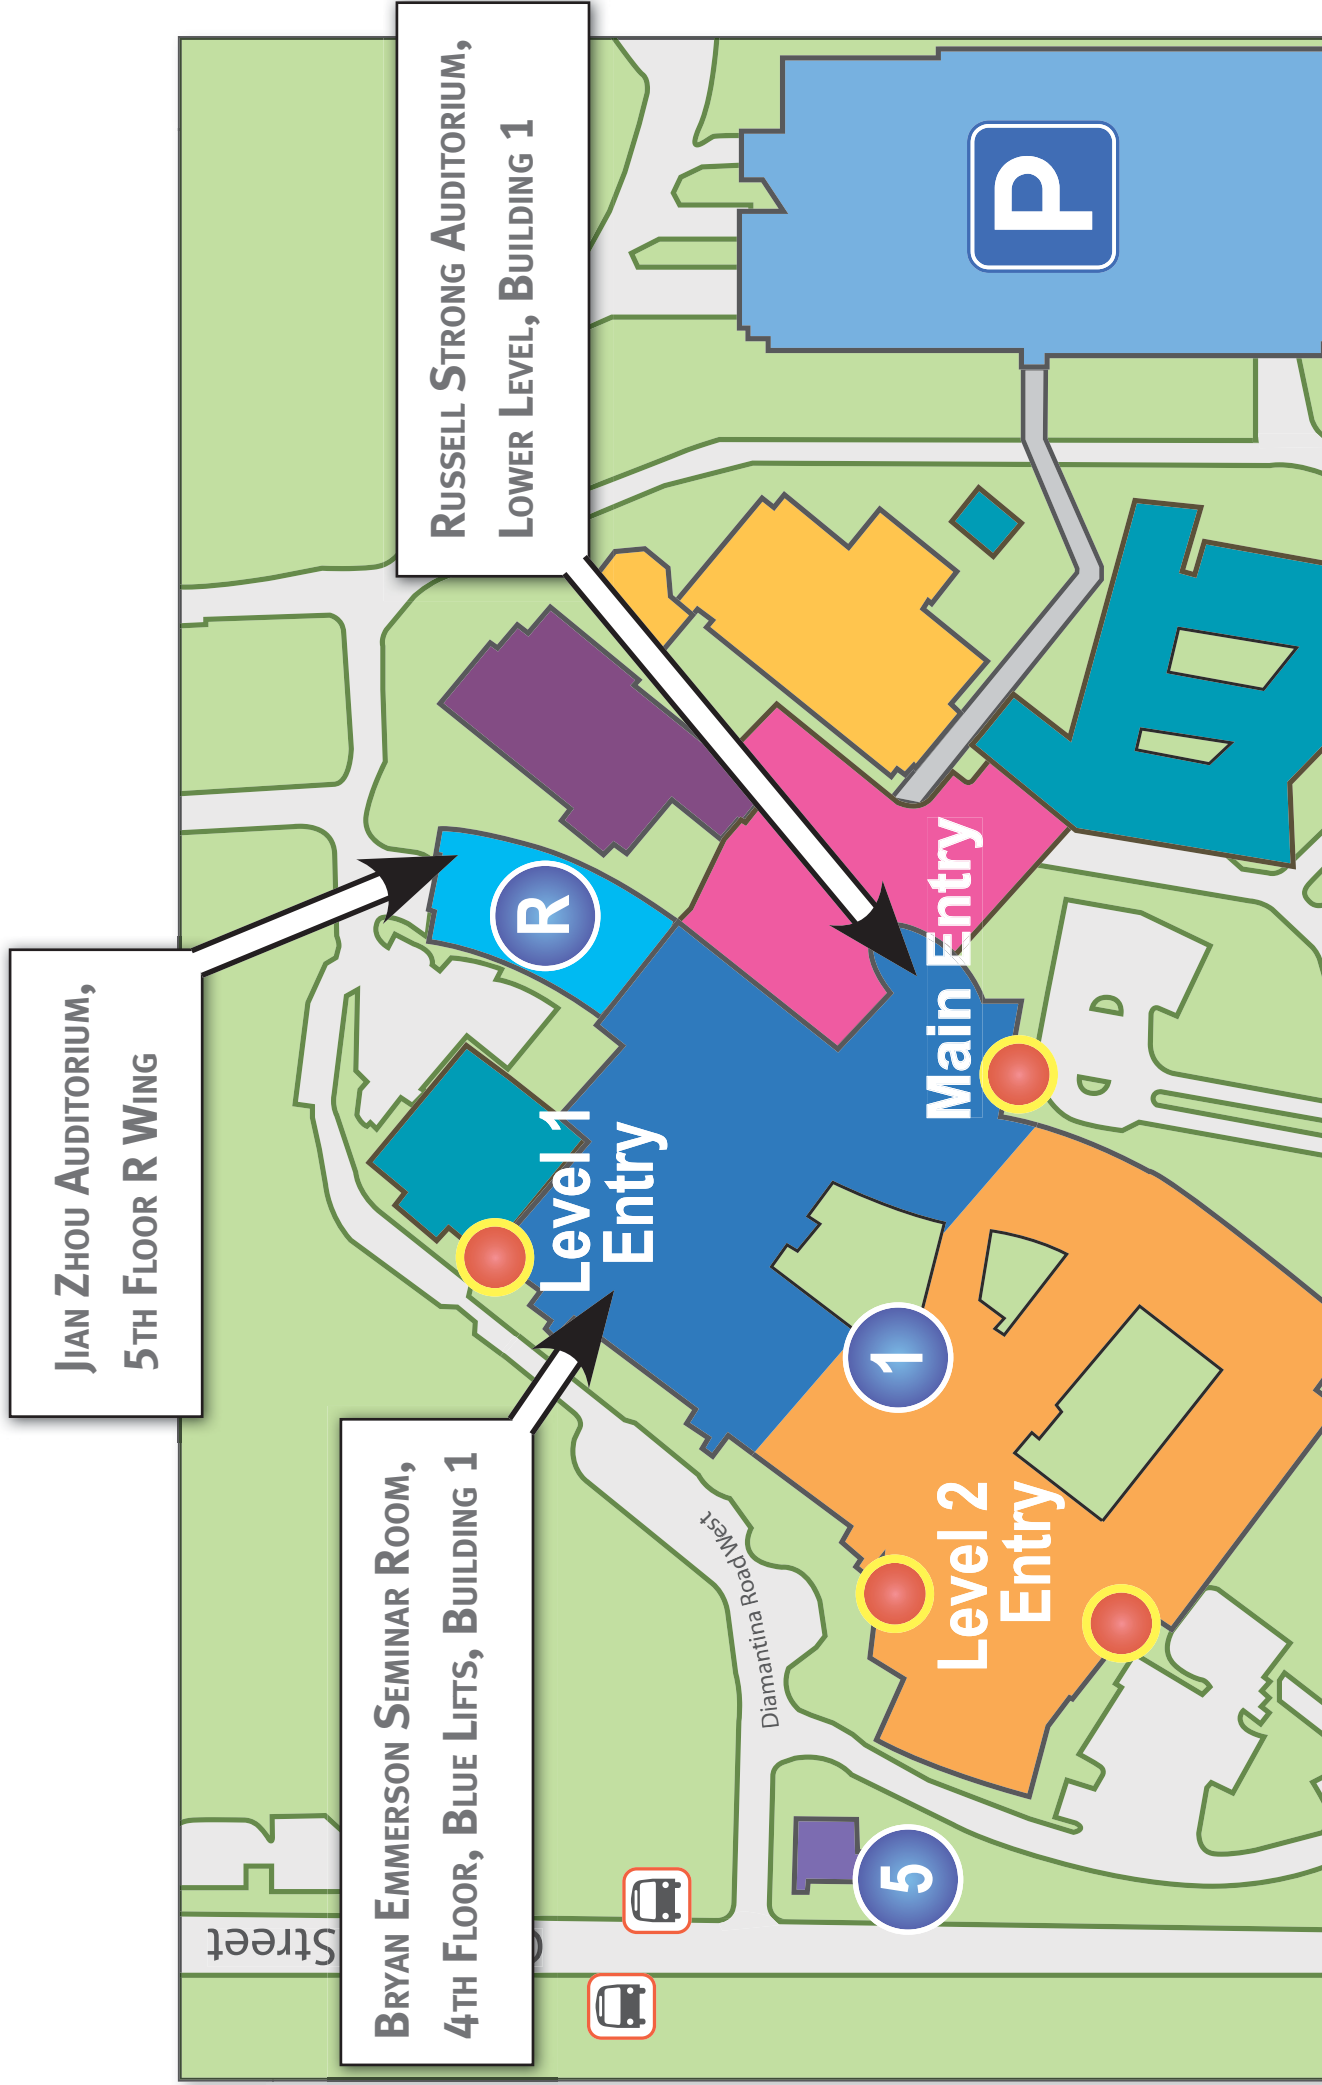 Jian Zhou Auditorium,
5th Floor R Wing
Russell Strong Auditorium,
Lower Level, Building 1
Bryan Emmerson Seminar Room,
4th Floor, Blue Lifts, Building 1
Level 1
Entry
Main Entry
Level 2
Entry
R
1
5
P
Diamantina Road West
Street